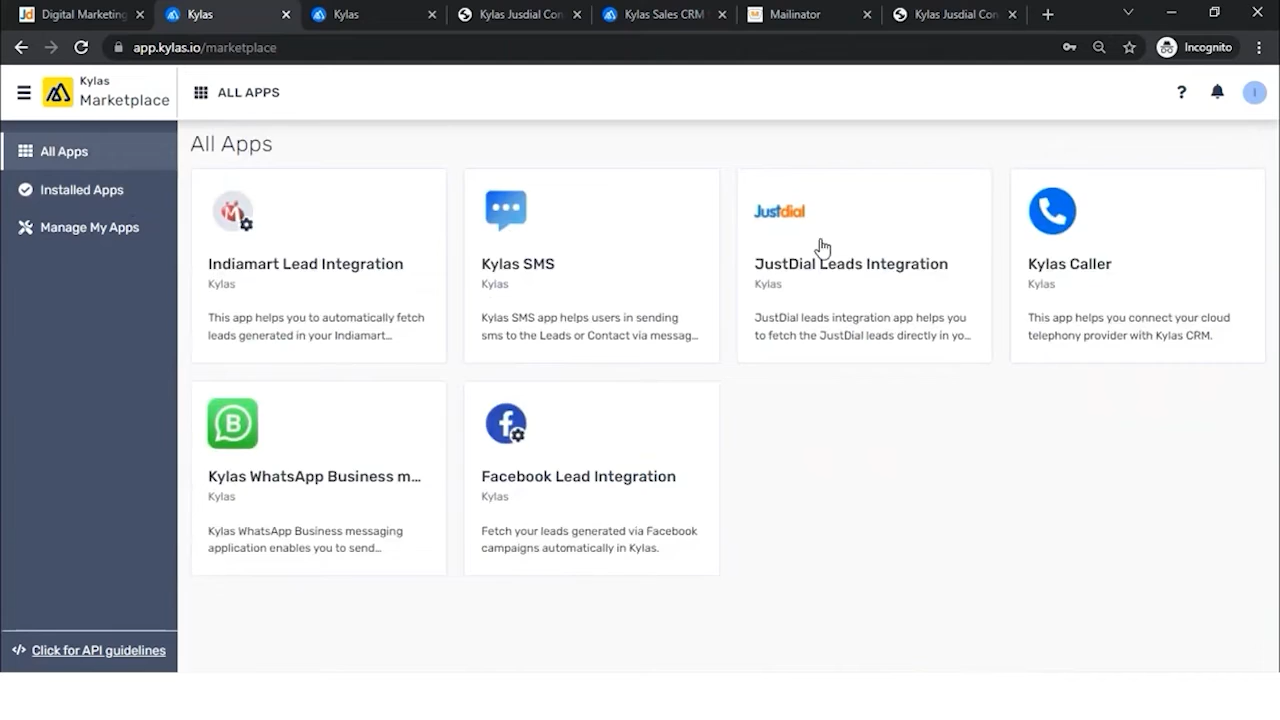 Digital Marketing
Kylas
Kylas
Kylas Jusdial Con
Kylas Sales CRM
Mailinator
Kylas Jusdial Con
app.kylas.io/marketplace
Incognito
Kylas
Marketplace
ALL APPS
?
I
All Apps
Installed Apps
Manage My Apps
Click for API guidelines
All Apps
Indiamart Lead Integration
Kylas
This app helps you to automatically fetch
leads generated in your Indiamart...
Kylas SMS
Kylas
Kylas SMS app helps users in sending
sms to the Leads or Contact via messag...
Justdial
JustDial Leads Integration
Kylas
JustDial leads integration app helps you
to fetch the JustDial leads directly in yo...
Kylas Caller
Kylas
This app helps you connect your cloud
telephony provider with Kylas CRM.
B
Kylas WhatsApp Business m...
Kylas
Kylas WhatsApp Business messaging
application enables you to send...
Facebook Lead Integration
Kylas
Fetch your leads generated via Facebook
campaigns automatically in Kylas.